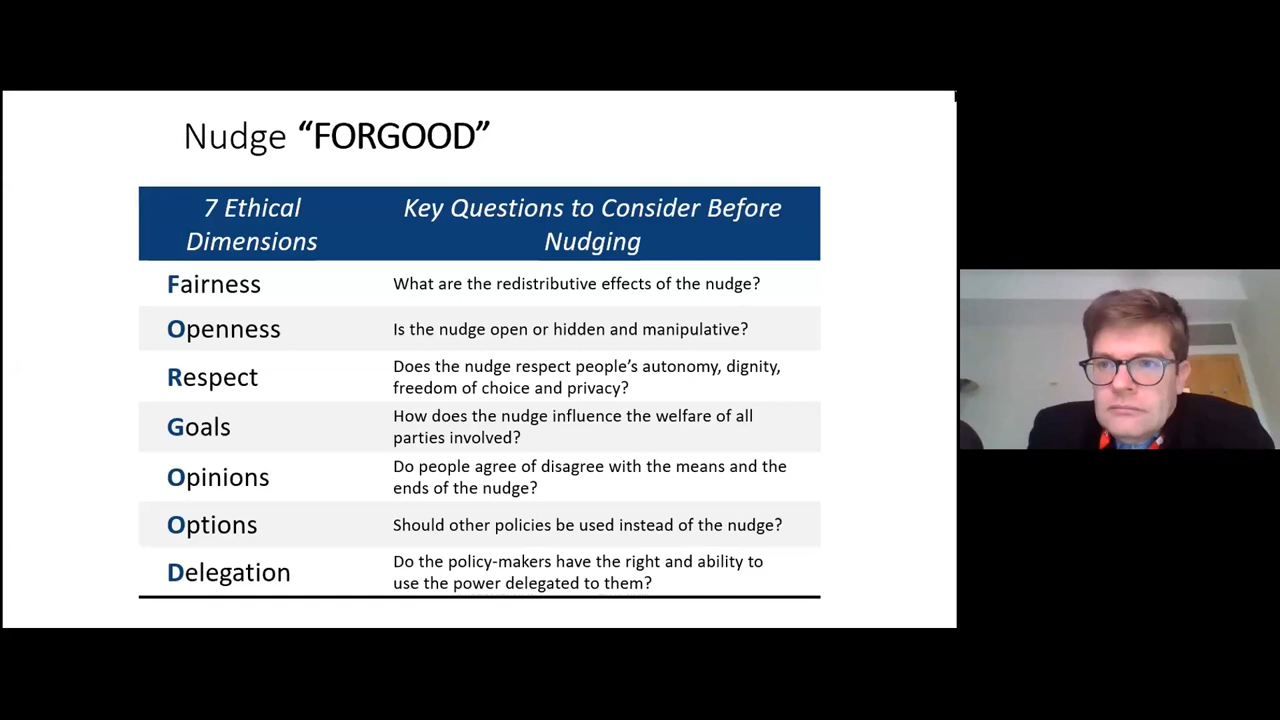 Nudge “FORGOOD”
7 Ethical
Dimensions
Key Questions to Consider Before
Nudging
Fairness
What are the redistributive effects of the nudge?
Openness
Is the nudge open or hidden and manipulative?
Respect
Does the nudge respect people’s autonomy, dignity,
freedom of choice and privacy?
Goals
How does the nudge influence the welfare of all
parties involved?
Opinions
Do people agree of disagree with the means and the
ends of the nudge?
Options
Should other policies be used instead of the nudge?
Delegation
Do the policy-makers have the right and ability to
use the power delegated to them?